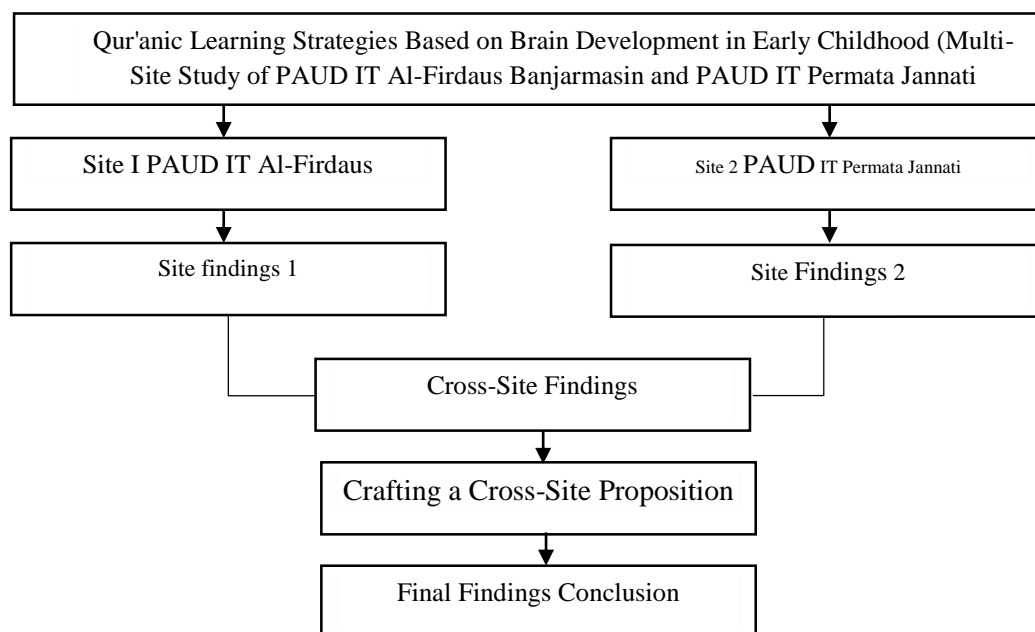 Qur'anic Learning Strategies Based on Brain Development in Early Childhood (Multi-
Site Study of PAUD IT Al-Firdaus Banjarmasin and PAUD IT Permata Jannati
Site I PAUD IT Al-Firdaus
Site 2 PAUD IT Permata Jannati
Site findings 1
Site Findings 2
Cross-Site Findings
Crafting a Cross-Site Proposition
Final Findings Conclusion